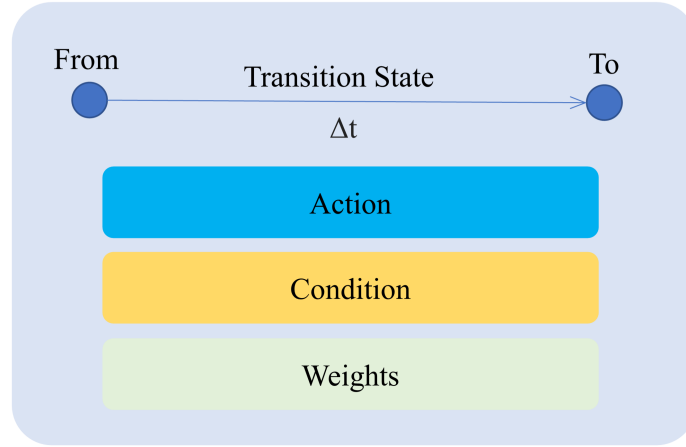 From
To
Transition State
Δt
Action
Condition
Weights